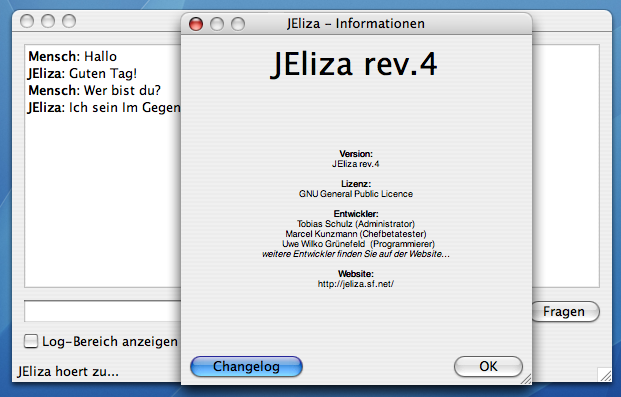 JEliza – Informationen
Mensch: Hallo
JEliza: Guten Tag!
Mensch: Wer bist du?
JEliza: Ich sein Im Gegen
JEliza rev.4
Version:
JEliza rev.4
Lizenz:
GNU General Public Licence
Entwickler:
Tobias Schulz (Administrator)
Marcel Kunzmann (Chefbetatester)
Uwe Wilko Grünefeld (Programmierer)
weitere Entwickler finden Sie auf der Website...
Website:
http://jeliza.sf.net/
Fragen
Log-Bereich anzeigen
Changelog
OK
JEliza hoert zu...